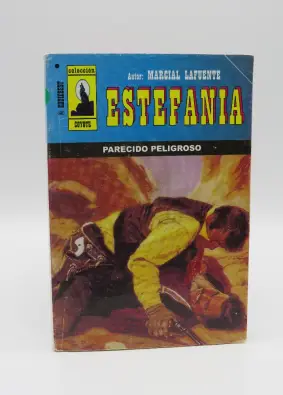 colección
COYOTE
Autor: MARCIAL LAFUENTE
ESTEFANIA
PARECIDO PELIGROSO